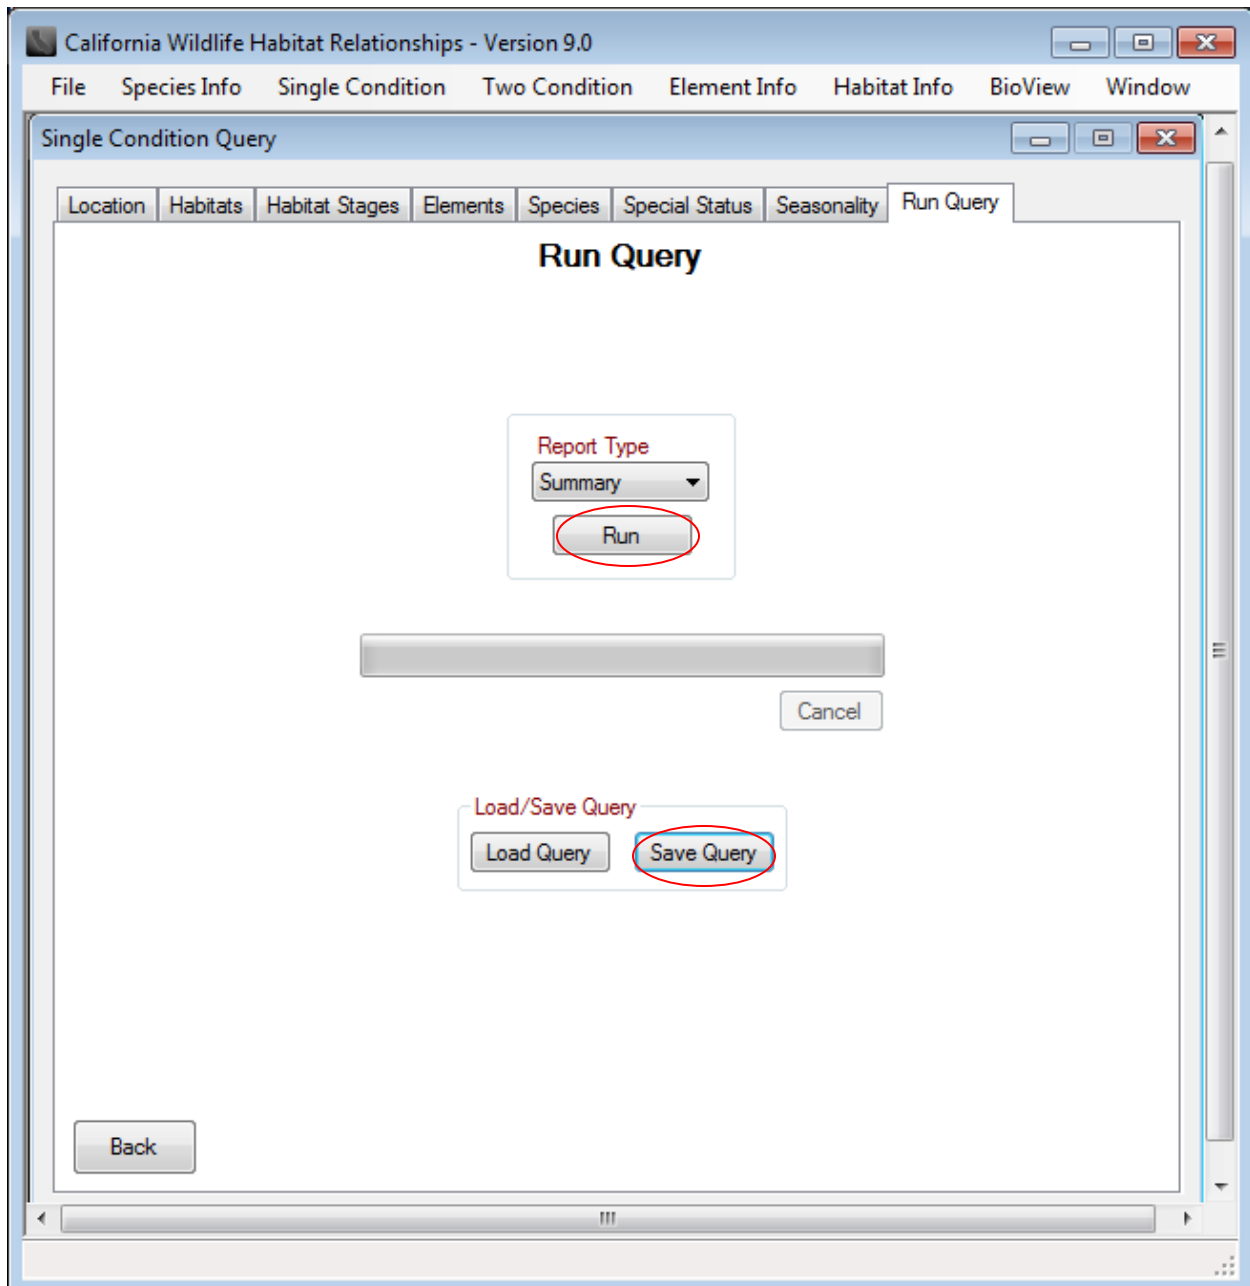 California Wildlife Habitat Relationships - Version 9.0
File Species Info Single Condition Two Condition Element Info Habitat Info BioView Window
Single Condition Query
Location Habitats Habitat Stages Elements Species Special Status Seasonality Run Query
Run Query
Report Type
Summary
Run
Cancel
Load/Save Query
Load Query Save Query
Back